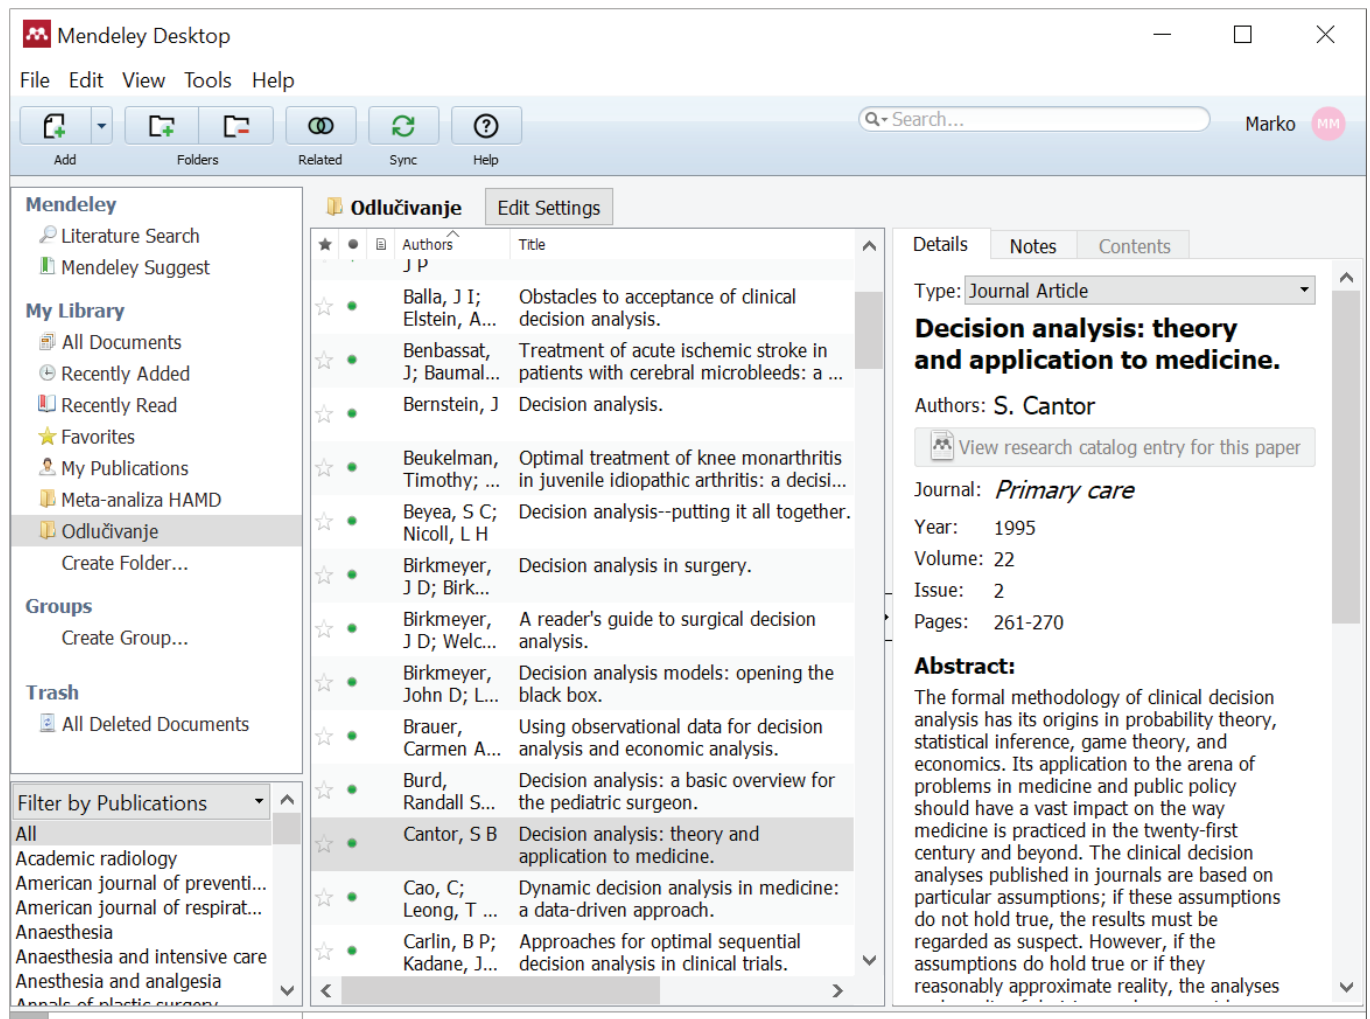 Mendeley Desktop
File Edit View Tools Help
Search...
Marko MM
Add Folders Related Sync Help
Mendeley
Literature Search
Mendeley Suggest
My Library
All Documents
Recently Added
Recently Read
Favorites
My Publications
Meta-analiza HAMD
Odlučivanje
Create Folder...
Groups
Create Group...
Trash
All Deleted Documents
Filter by Publications
All
Academic radiology
American journal of preventi...
American journal of respirat...
Anaesthesia
Anaesthesia and intensive care
Anesthesia and analgesia
Annals of plastic surgery
Odlučivanje Edit Settings
Authors Title
J P
Balla, J I; Obstacles to acceptance of clinical
Elstein, A... decision analysis.
Benbassat, Treatment of acute ischemic stroke in
J; Baumal... patients with cerebral microbleeds: a ...
Bernstein, J Decision analysis.
Beukelman, Optimal treatment of knee monarthritis
Timothy; ... in juvenile idiopathic arthritis: a decisi...
Beyea, S C; Decision analysis--putting it all together.
Nicoll, L H
Birkmeyer, Decision analysis in surgery.
J D; Birk...
Birkmeyer, A reader's guide to surgical decision
J D; Welc... analysis.
Birkmeyer, Decision analysis models: opening the
John D; L... black box.
Brauer, Using observational data for decision
Carmen A... analysis and economic analysis.
Burd, Decision analysis: a basic overview for
Randall S... the pediatric surgeon.
Cantor, S B Decision analysis: theory and
application to medicine.
Cao, C; Dynamic decision analysis in medicine:
Leong, T ... a data-driven approach.
Carlin, B P; Approaches for optimal sequential
Kadane, J... decision analysis in clinical trials.
Details Notes Contents
Type: Journal Article
Decision analysis: theory
and application to medicine.
Authors: S. Cantor
View research catalog entry for this paper
Journal: Primary care
Year: 1995
Volume: 22
Issue: 2
Pages: 261-270
Abstract:
The formal methodology of clinical decision
analysis has its origins in probability theory,
statistical inference, game theory, and
economics. Its application to the arena of
problems in medicine and public policy
should have a vast impact on the way
medicine is practiced in the twenty-first
century and beyond. The clinical decision
analyses published in journals are based on
particular assumptions; if these assumptions
do not hold true, the results must be
regarded as suspect. However, if the
assumptions do hold true or if they
reasonably approximate reality, the analyses